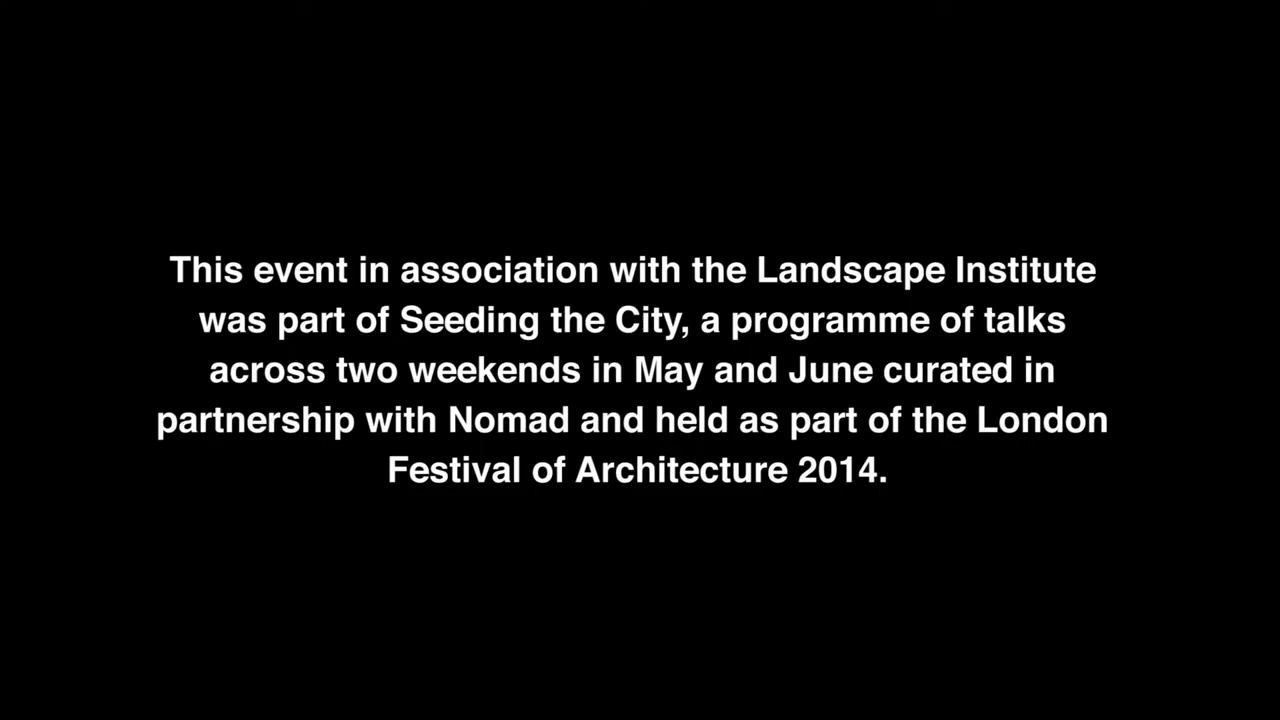 This event in association with the Landscape Institute
was part of Seeding the City, a programme of talks
across two weekends in May and June curated in
partnership with Nomad and held as part of the London
Festival of Architecture 2014.